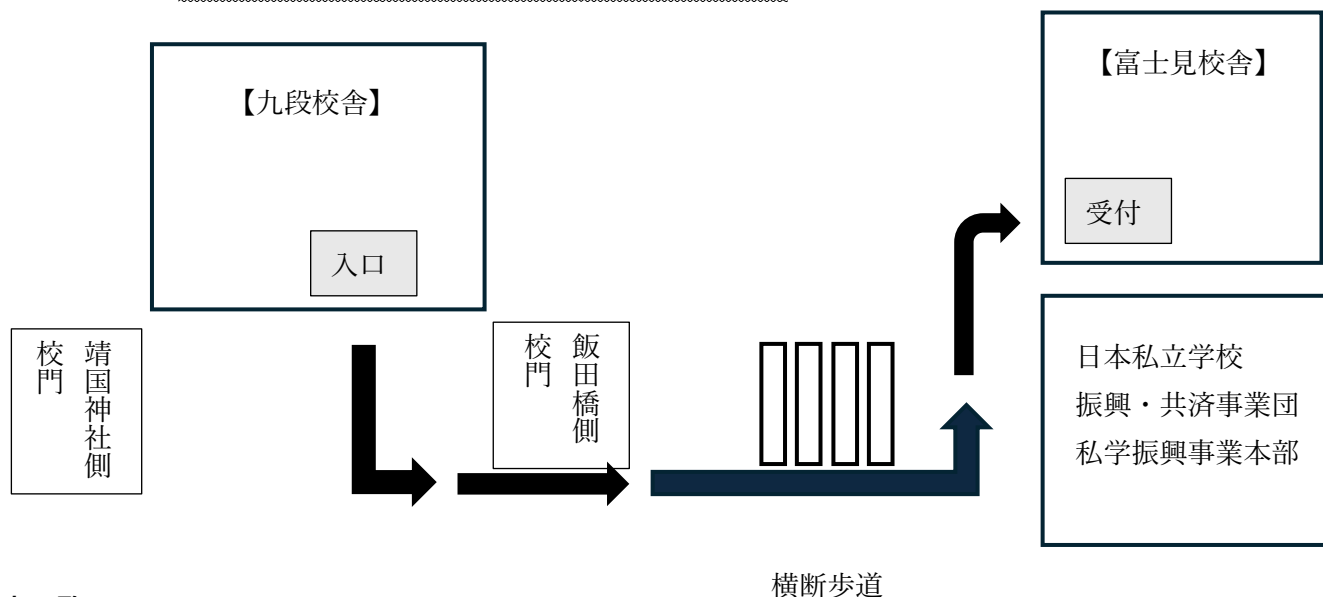 【九段校舎】
入口
【富士見校舎】
受付
靖国神社側
校門
飯田橋側
校門
日本私立学校
振興・共済事業団
私学振興事業本部
横断歩道